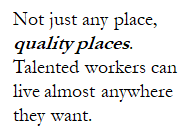 Not just any place,
quality places.
Talented workers can
live almost anywhere
they want.